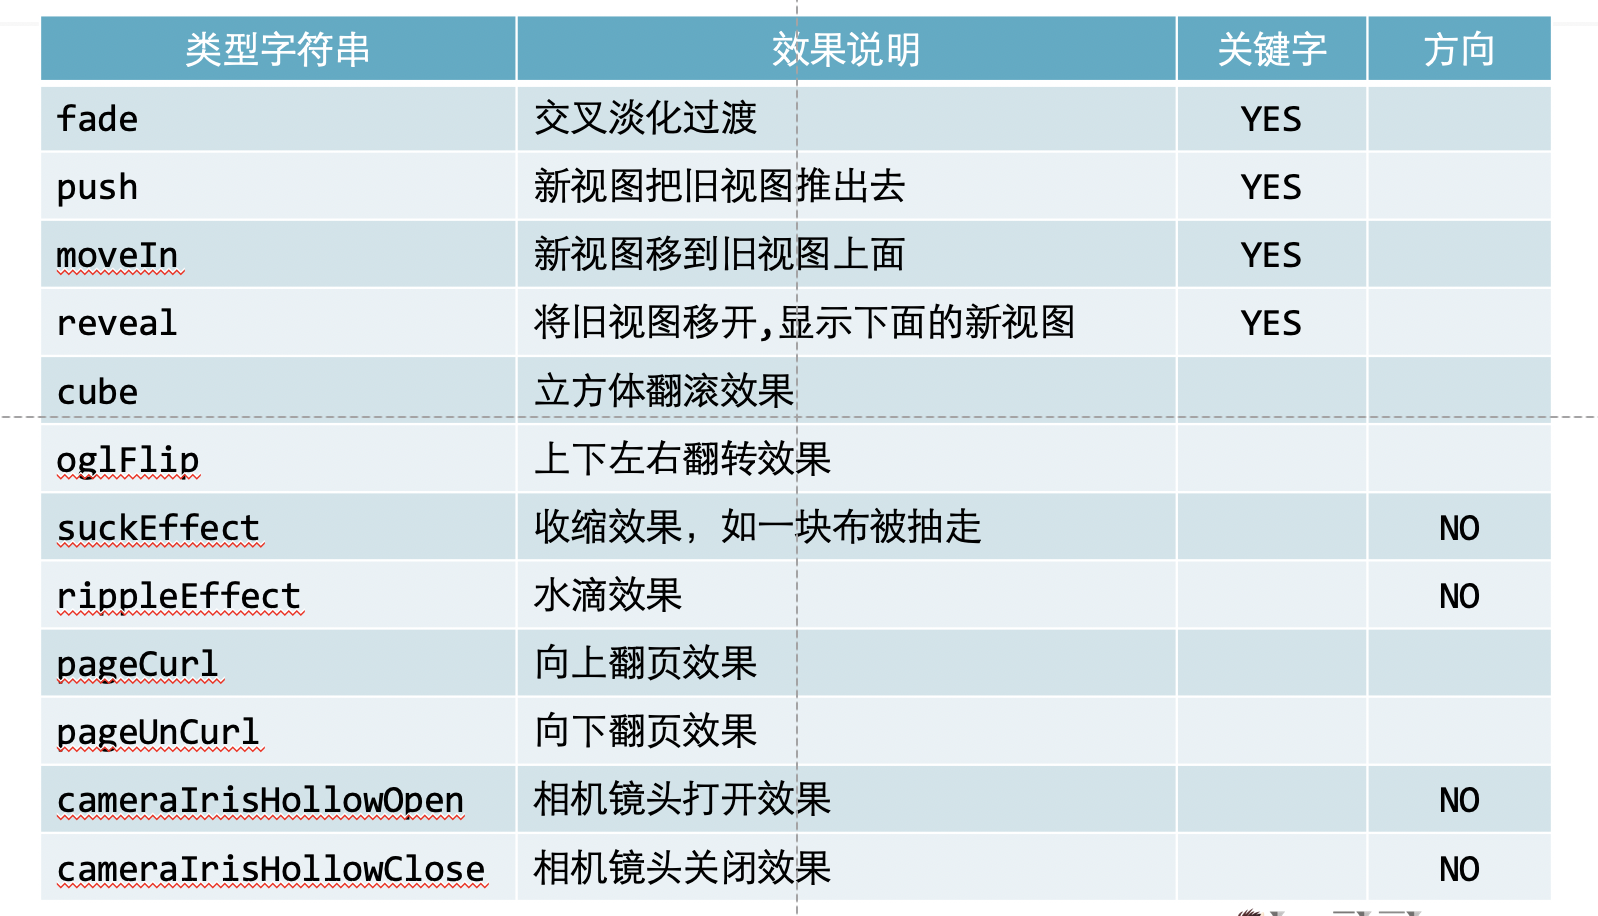 类型字符串 效果说明 关键字 方向
fade 交叉淡化过渡 YES
push 新视图把旧视图推出去 YES
moveIn 新视图移到旧视图上面 YES
reveal 将旧视图移开,显示下面的新视图 YES
cube 立方体翻滚效果
oglFlip 上下左右翻转效果
suckEffect 收缩效果，如一块布被抽走 NO
rippleEffect 水滴效果 NO
pageCurl 向上翻页效果
pageUnCurl 向下翻页效果
cameraIrisHollowOpen 相机镜头打开效果 NO
cameraIrisHollowClose 相机镜头关闭效果 NO